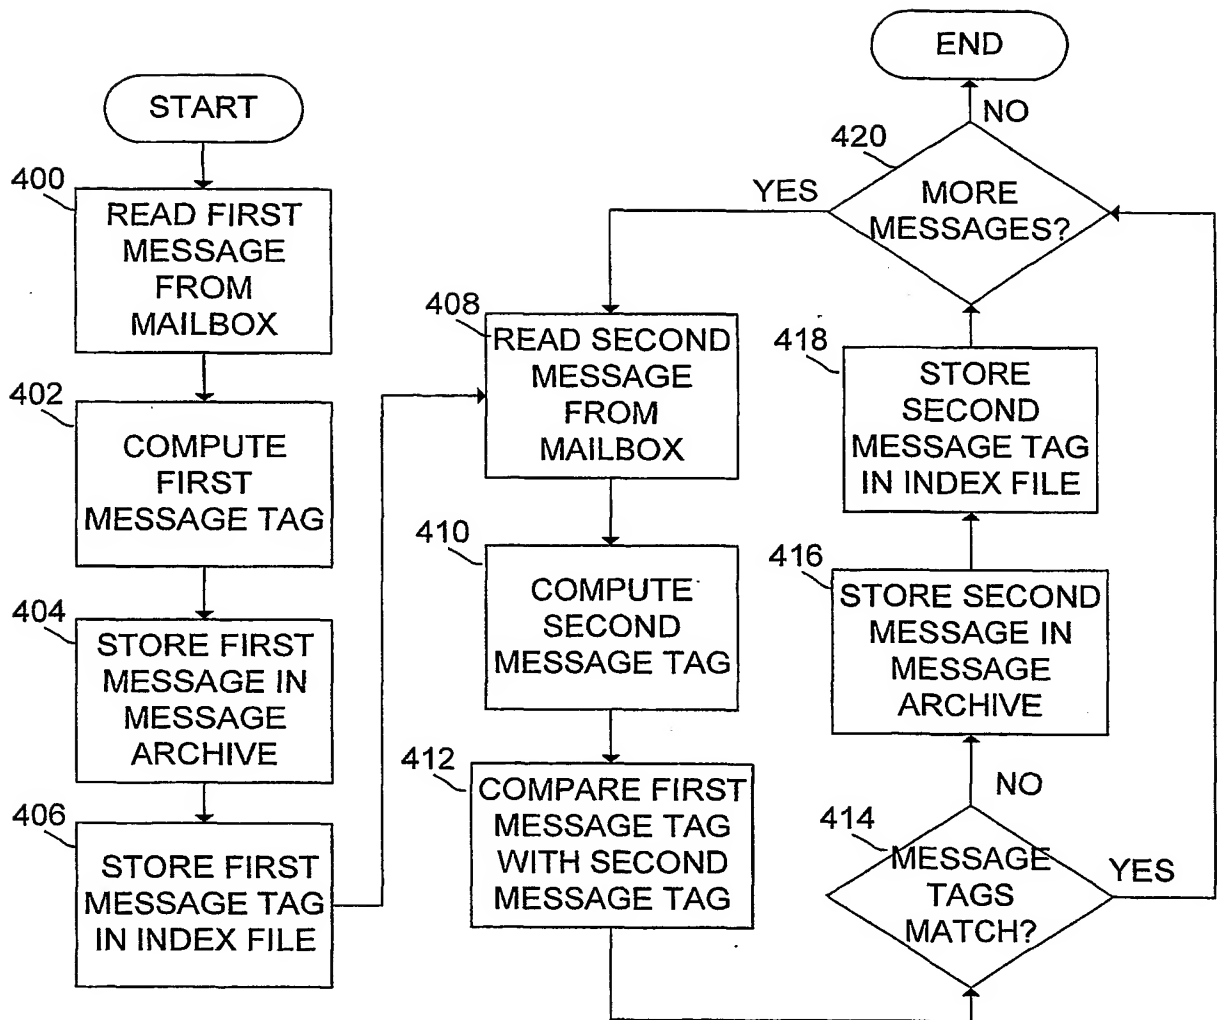 START
400
READ FIRST
MESSAGE
FROM
MAILBOX
402
COMPUTE
FIRST
MESSAGE TAG
404
STORE FIRST
MESSAGE IN
MESSAGE
ARCHIVE
406
STORE FIRST
MESSAGE TAG
IN INDEX FILE
408
READ SECOND
MESSAGE
FROM
MAILBOX
410
COMPUTE
SECOND
MESSAGE TAG
412
COMPARE FIRST
MESSAGE TAG
WITH SECOND
MESSAGE TAG
414
MESSAGE
TAGS
MATCH?
YES
NO
416
STORE SECOND
MESSAGE IN
MESSAGE
ARCHIVE
418
STORE
SECOND
MESSAGE TAG
IN INDEX FILE
420
MORE
MESSAGES?
YES
NO
END